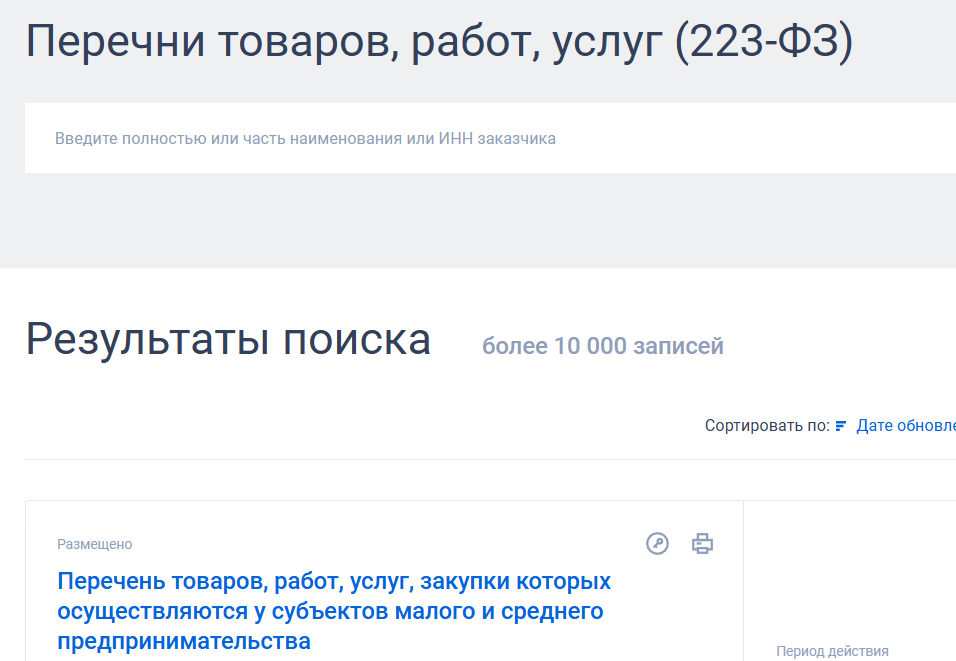 Перечни товаров, работ, услуг (223-ФЗ)
Введите полностью или часть наименования или ИНН заказчика
Результаты поиска более 10 000 записей
Сортировать по: Дате обновле
Размещено
Перечень товаров, работ, услуг, закупки которых
осуществляются у субъектов малого и среднего
предпринимательства
Период действия